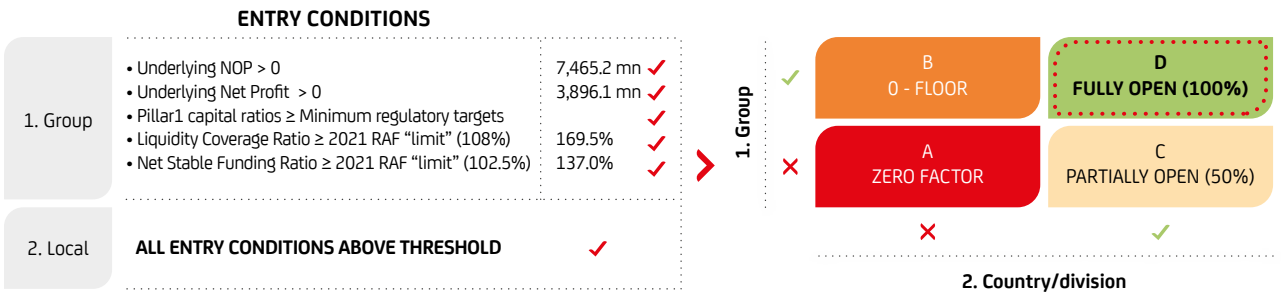 ENTRY CONDITIONS
1. Group
• Underlying NOP > 0 7,465.2 mn ✓
• Underlying Net Profit > 0 3,896.1 mn ✓
• Pillar1 capital ratios ≥ Minimum regulatory targets ✓
• Liquidity Coverage Ratio ≥ 2021 RAF “limit” (108%) 169.5% ✓
• Net Stable Funding Ratio ≥ 2021 RAF “limit” (102.5%) 137.0% ✓
2. Local
ALL ENTRY CONDITIONS ABOVE THRESHOLD ✓
1. Group
B
0 - FLOOR
D
FULLY OPEN (100%)
A
ZERO FACTOR
C
PARTIALLY OPEN (50%)
2. Country/division